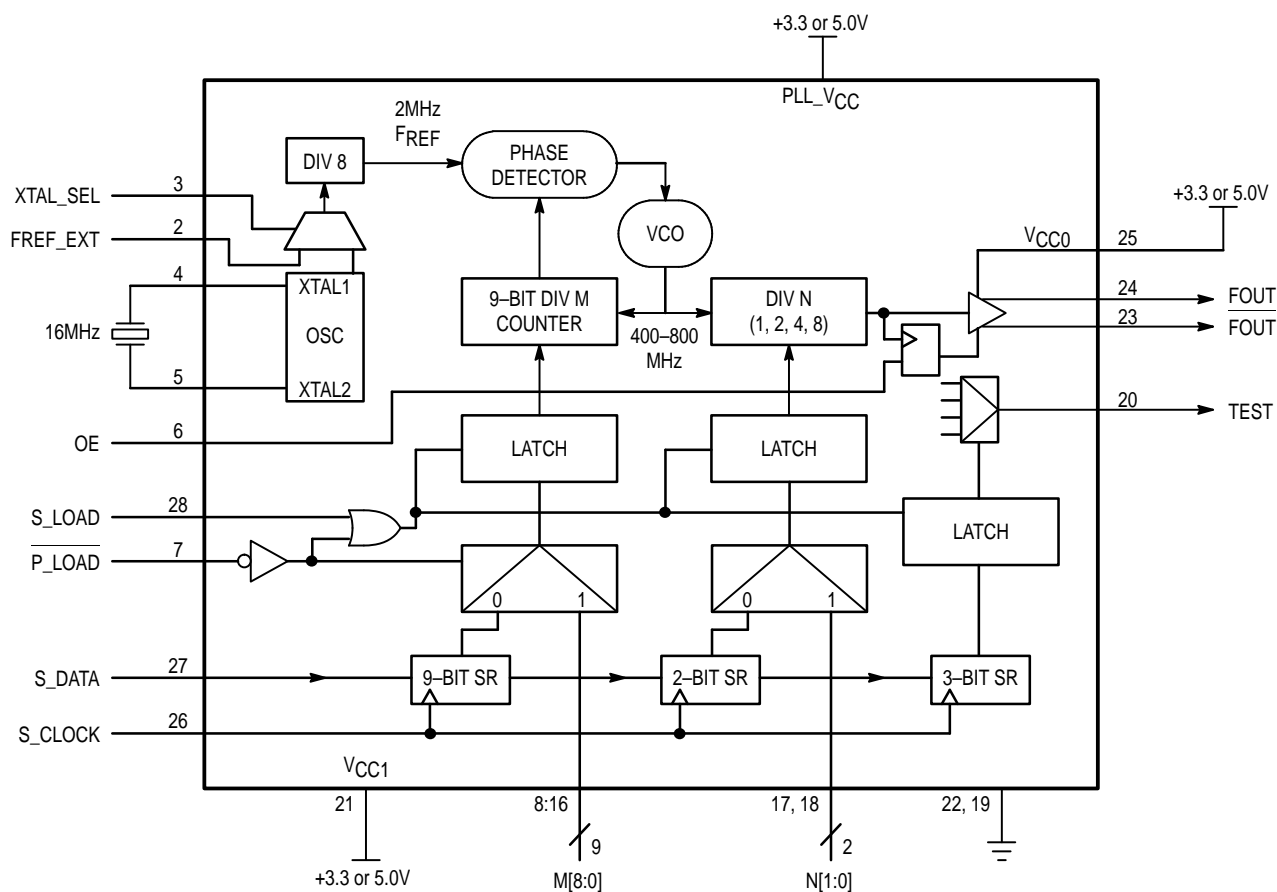 +3.3 or 5.0V
PLL_VCC
2MHz
FREF
DIV 8
PHASE
DETECTOR
XTAL_SEL
3
+3.3 or 5.0V
FREF_EXT
2
VCO
VCC0
25
4
XTAL1
9–BIT DIV M
COUNTER
DIV N
(1, 2, 4, 8)
24
FOUT
16MHz
OSC
400–800
MHz
23
FOUT
5
XTAL2
20
TEST
OE
6
LATCH
LATCH
S_LOAD
28
LATCH
P_LOAD
7
0
1
0
1
S_DATA
27
9–BIT SR
2–BIT SR
3–BIT SR
S_CLOCK
26
VCC1
21
8:16
17, 18
22, 19
9
2
+3.3 or 5.0V
M[8:0]
N[1:0]